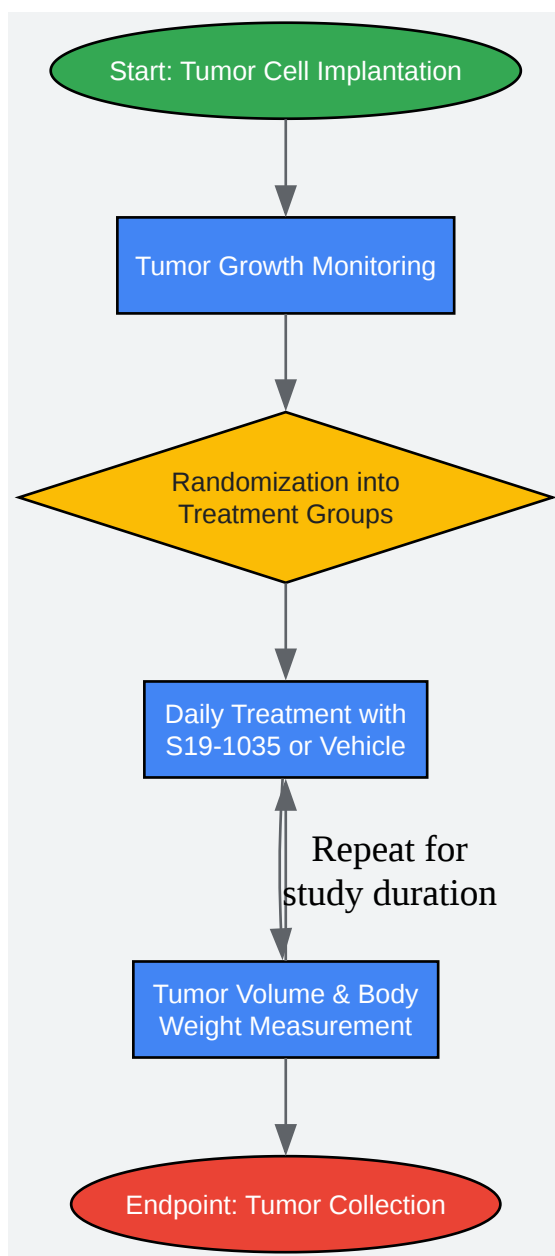 Start: Tumor Cell Implantation
Tumor Growth Monitoring
Randomization into
Treatment Groups
Daily Treatment with
S19-1035 or Vehicle
Repeat for
study duration
Tumor Volume & Body
Weight Measurement
Endpoint: Tumor Collection